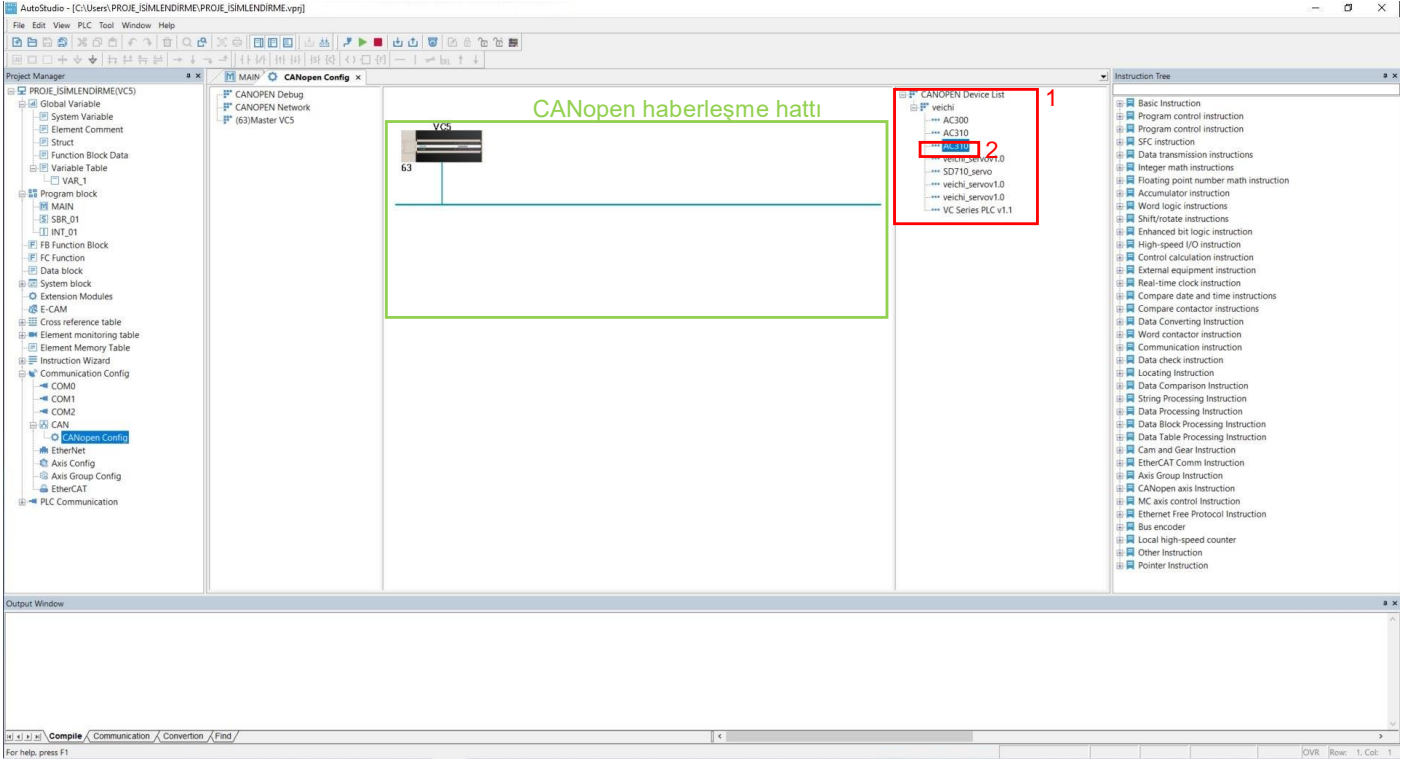 AutoStudio - [C:\Users\PROJE_İSİMLENDİRME\PROJE_İSİMLENDİRME.vprj]
File Edit View PLC Tool Window Help
Project Manager
PROJE_İSİMLENDİRME(VC5)
Global Variable
System Variable
Element Comment
Struct
Function Block Data
Variable Table
VAR_1
Program block
MAIN
SBR_01
INT_01
FB Function Block
FC Function
Data block
System block
Extension Modules
E-CAM
Cross reference table
Element monitoring table
Element Memory Table
Instruction Wizard
Communication Config
COM0
COM1
COM2
CAN
CANopen Config
EtherNet
Axis Config
Axis Group Config
EtherCAT
PLC Communication
MAIN CANopen Config
CANOPEN Debug
CANOPEN Network
(63)Master VC5
CANopen haberleşme hattı
VC5
63
CANOPEN Device List
1
veichi
AC300
AC310
AC310
2
veichi_servov1.0
SD710_servo
veichi_servov1.0
veichi_servov1.0
VC Series PLC v1.1
Instruction Tree
Basic Instruction
Program control instruction
Program control instruction
SFC instruction
Data transmission instructions
Integer math instructions
Floating point number math instruction
Accumulator instruction
Word logic instructions
Shift/rotate instructions
Enhanced bit logic instruction
High-speed I/O instruction
Control calculation instruction
External equipment instruction
Real-time clock instruction
Compare date and time instructions
Compare contactor instructions
Data Converting Instruction
Word contactor instruction
Communication instruction
Data check instruction
Locating Instruction
Data Comparison Instruction
String Processing Instruction
Data Processing Instruction
Data Block Processing Instruction
Data Table Processing Instruction
Cam and Gear Instruction
EtherCAT Comm Instruction
Axis Group Instruction
CANopen axis Instruction
MC axis control Instruction
Ethernet Free Protocol Instruction
Bus encoder
Local high-speed counter
Other Instruction
Pointer Instruction
Output Window
Compile Communication Convertion Find
For help, press F1
OVR Row: 1, Col: 1